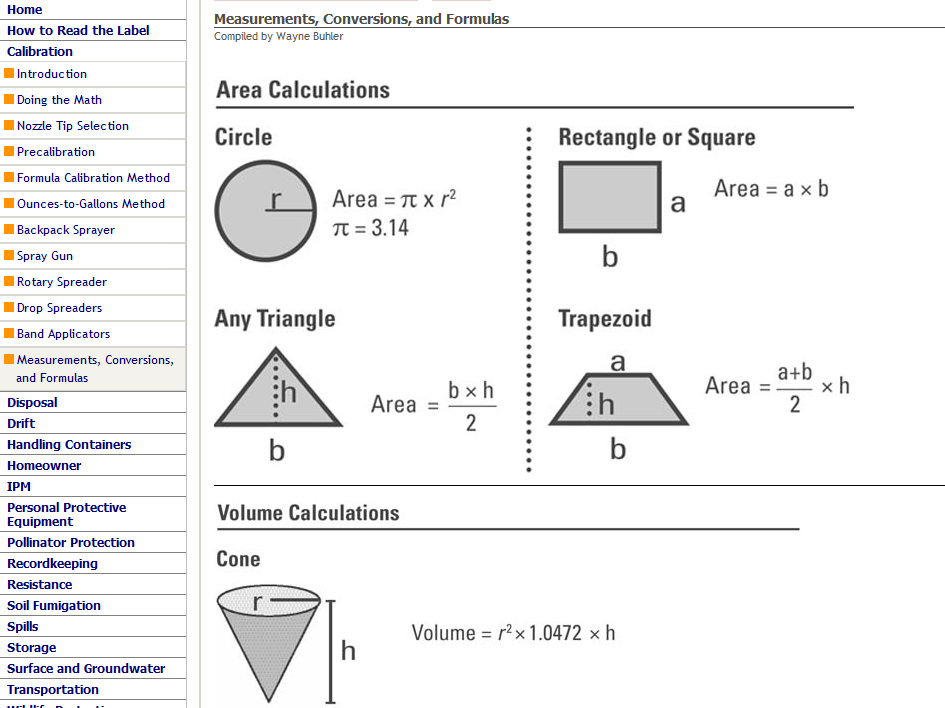 Home
How to Read the Label
Calibration
Introduction
Doing the Math
Nozzle Tip Selection
Precalibration
Formula Calibration Method
Ounces-to-Gallons Method
Backpack Sprayer
Spray Gun
Rotary Spreader
Drop Spreaders
Band Applicators
Measurements, Conversions,
and Formulas
Disposal
Drift
Handling Containers
Homeowner
IPM
Personal Protective
Equipment
Pollinator Protection
Recordkeeping
Resistance
Soil Fumigation
Spills
Storage
Surface and Groundwater
Transportation
Measurements, Conversions, and Formulas
Compiled by Wayne Buhler
Area Calculations
Circle
r
Area = π x r²
π = 3.14
Rectangle or Square
a
b
Area = a × b
Any Triangle
h
b
Area = b × h / 2
Trapezoid
a
h
b
Area = a+b / 2 × h
Volume Calculations
Cone
r
h
Volume = r² × 1.0472 × h